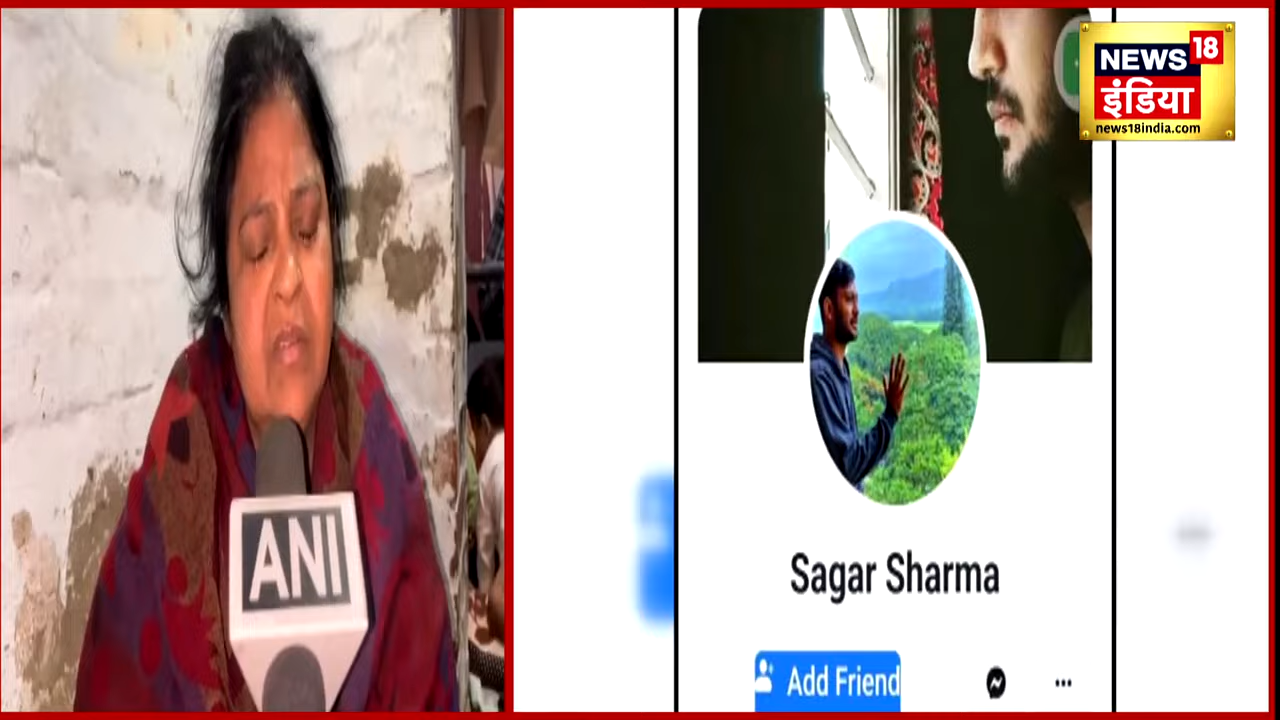 NEWS 18
इंडिया
news18india.com
ANI
Sagar Sharma
Add Friend